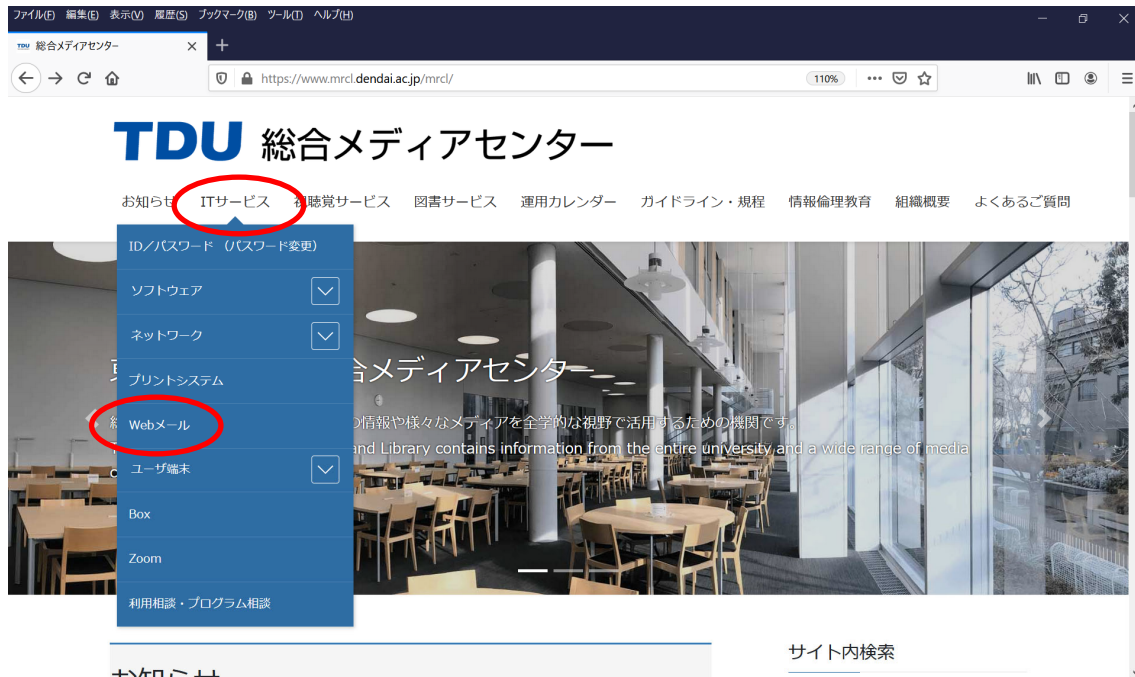 ファイル(F) 編集(E) 表示(V) 履歴(S) ブックマーク(B) ツール(T) ヘルプ(H)
TDU 総合メディアセンター
https://www.mrcl.dendai.ac.jp/mrcl/
110%
TDU 総合メディアセンター
お知らせ ITサービス 視聴覚サービス 図書サービス 運用カレンダー ガイドライン・規程 情報倫理教育 組織概要 よくあるご質問
ID／パスワード （パスワード変更）
ソフトウェア
ネットワーク
プリントシステム
Webメール
ユーザ端末
Box
Zoom
利用相談・プログラム相談
合メディアセンター
の情報や様々なメディアを全学的な視野で活用するための機関です。
and Library contains information from the entire university and a wide range of media
お知らせ
サイト内検索